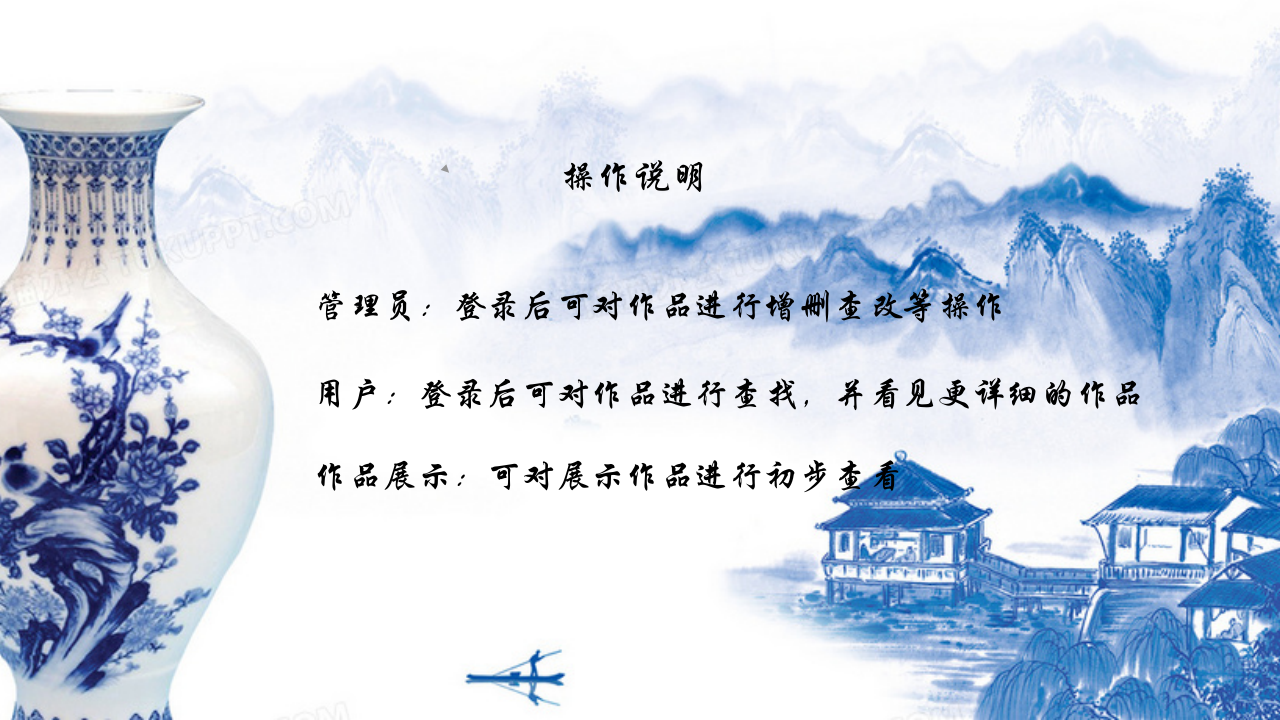 操作说明
管理员：登录后可对作品进行增删查改等操作
用户：登录后可对作品进行查找，并看见更详细的作品
作品展示：可对展示作品进行初步查看